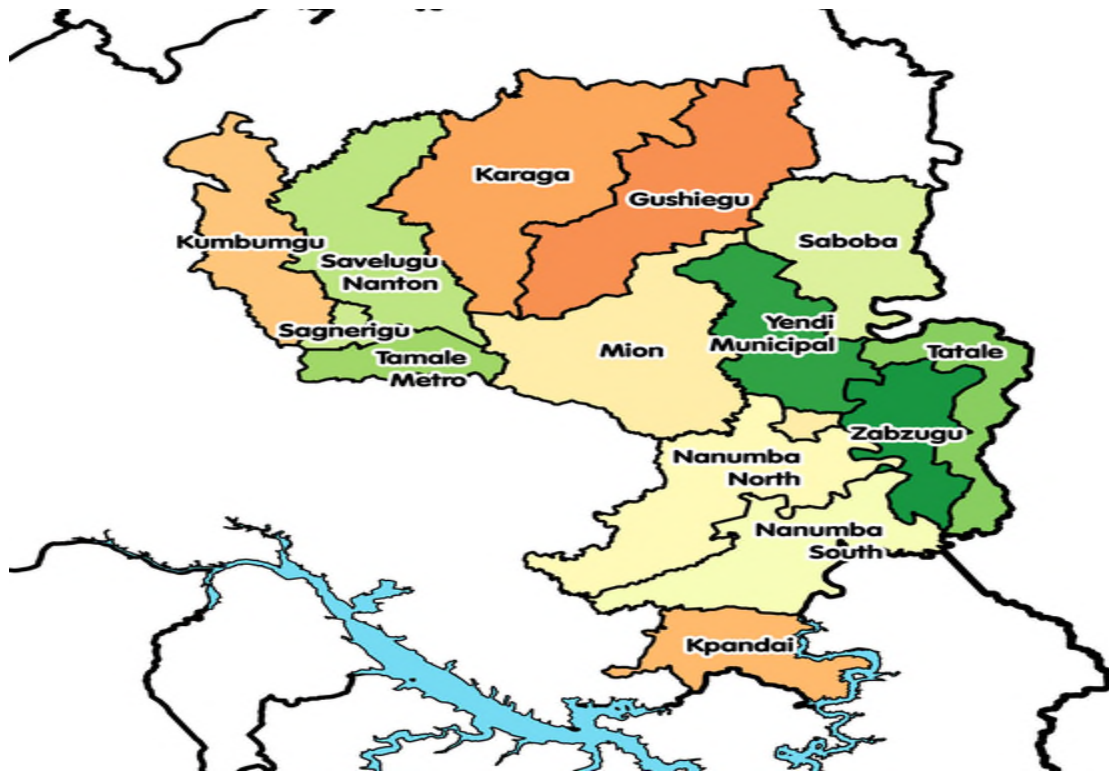 Karaga
Gushiegu
Kumbumgu
Savelugu
Nanton
Saboba
Sagnerigu
Tamale
Metro
Mion
Yendi
Municipal
Tatale
Zabzugu
Nanumba
North
Nanumba
South
Kpandai